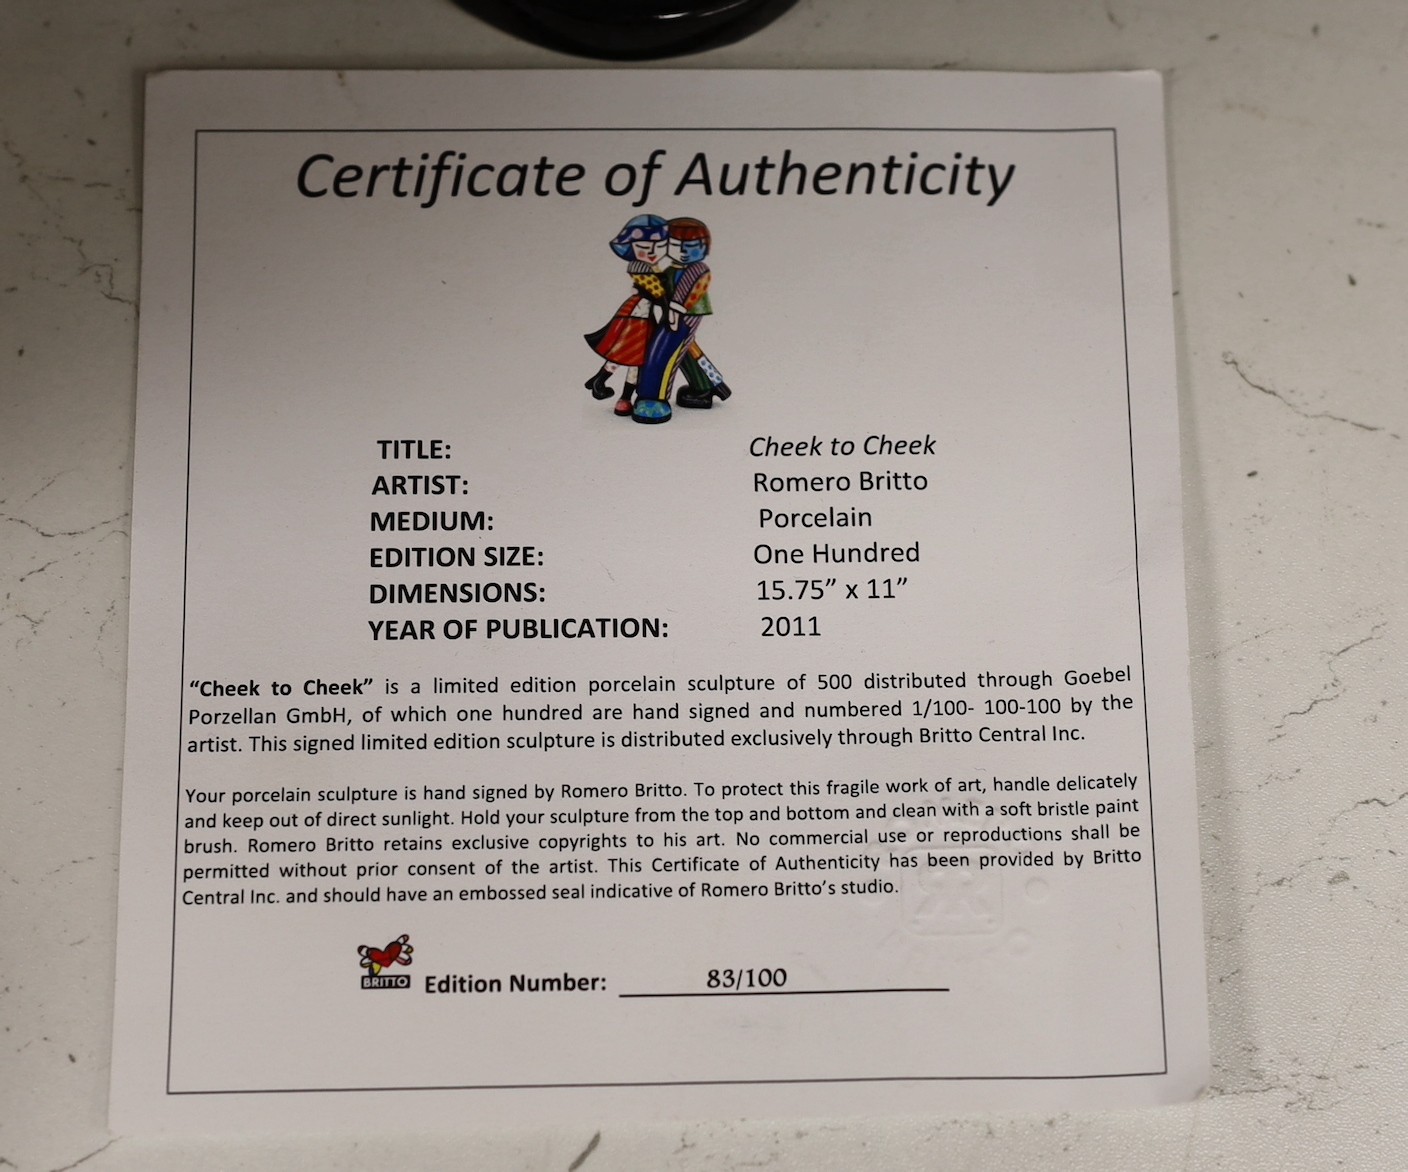 Certificate of Authenticity
TITLE: Cheek to Cheek
ARTIST: Romero Britto
MEDIUM: Porcelain
EDITION SIZE: One Hundred
DIMENSIONS: 15.75” x 11”
YEAR OF PUBLICATION: 2011
“Cheek to Cheek” is a limited edition porcelain sculpture of 500 distributed through Goebel
Porzellan GmbH, of which one hundred are hand signed and numbered 1/100- 100-100 by the
artist. This signed limited edition sculpture is distributed exclusively through Britto Central Inc.
Your porcelain sculpture is hand signed by Romero Britto. To protect this fragile work of art, handle delicately
and keep out of direct sunlight. Hold your sculpture from the top and bottom and clean with a soft bristle paint
brush. Romero Britto retains exclusive copyrights to his art. No commercial use or reproductions shall be
permitted without prior consent of the artist. This Certificate of Authenticity has been provided by Britto
Central Inc. and should have an embossed seal indicative of Romero Britto’s studio.
BRITTO Edition Number: 83/100